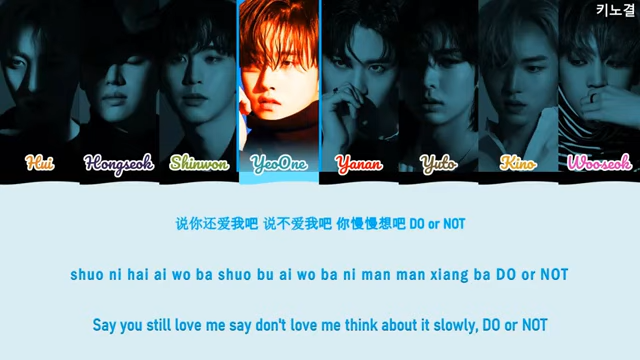 키노결
Hui Hongseok Shinwon YeoOne Yanan Yuto Kino Wooseok
说你还爱我吧 说不爱我吧 你慢慢想吧 DO or NOT
shuo ni hai ai wo ba shuo bu ai wo ba ni man man xiang ba DO or NOT
Say you still love me say don't love me think about it slowly, DO or NOT